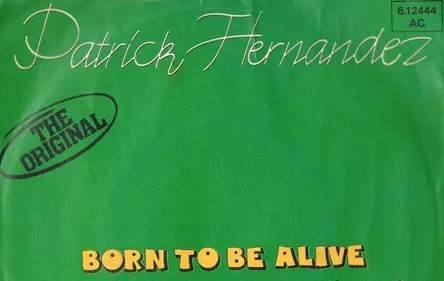 Patrick Hernandez
6.12444
AC
THE
ORIGINAL
BORN TO BE ALIVE